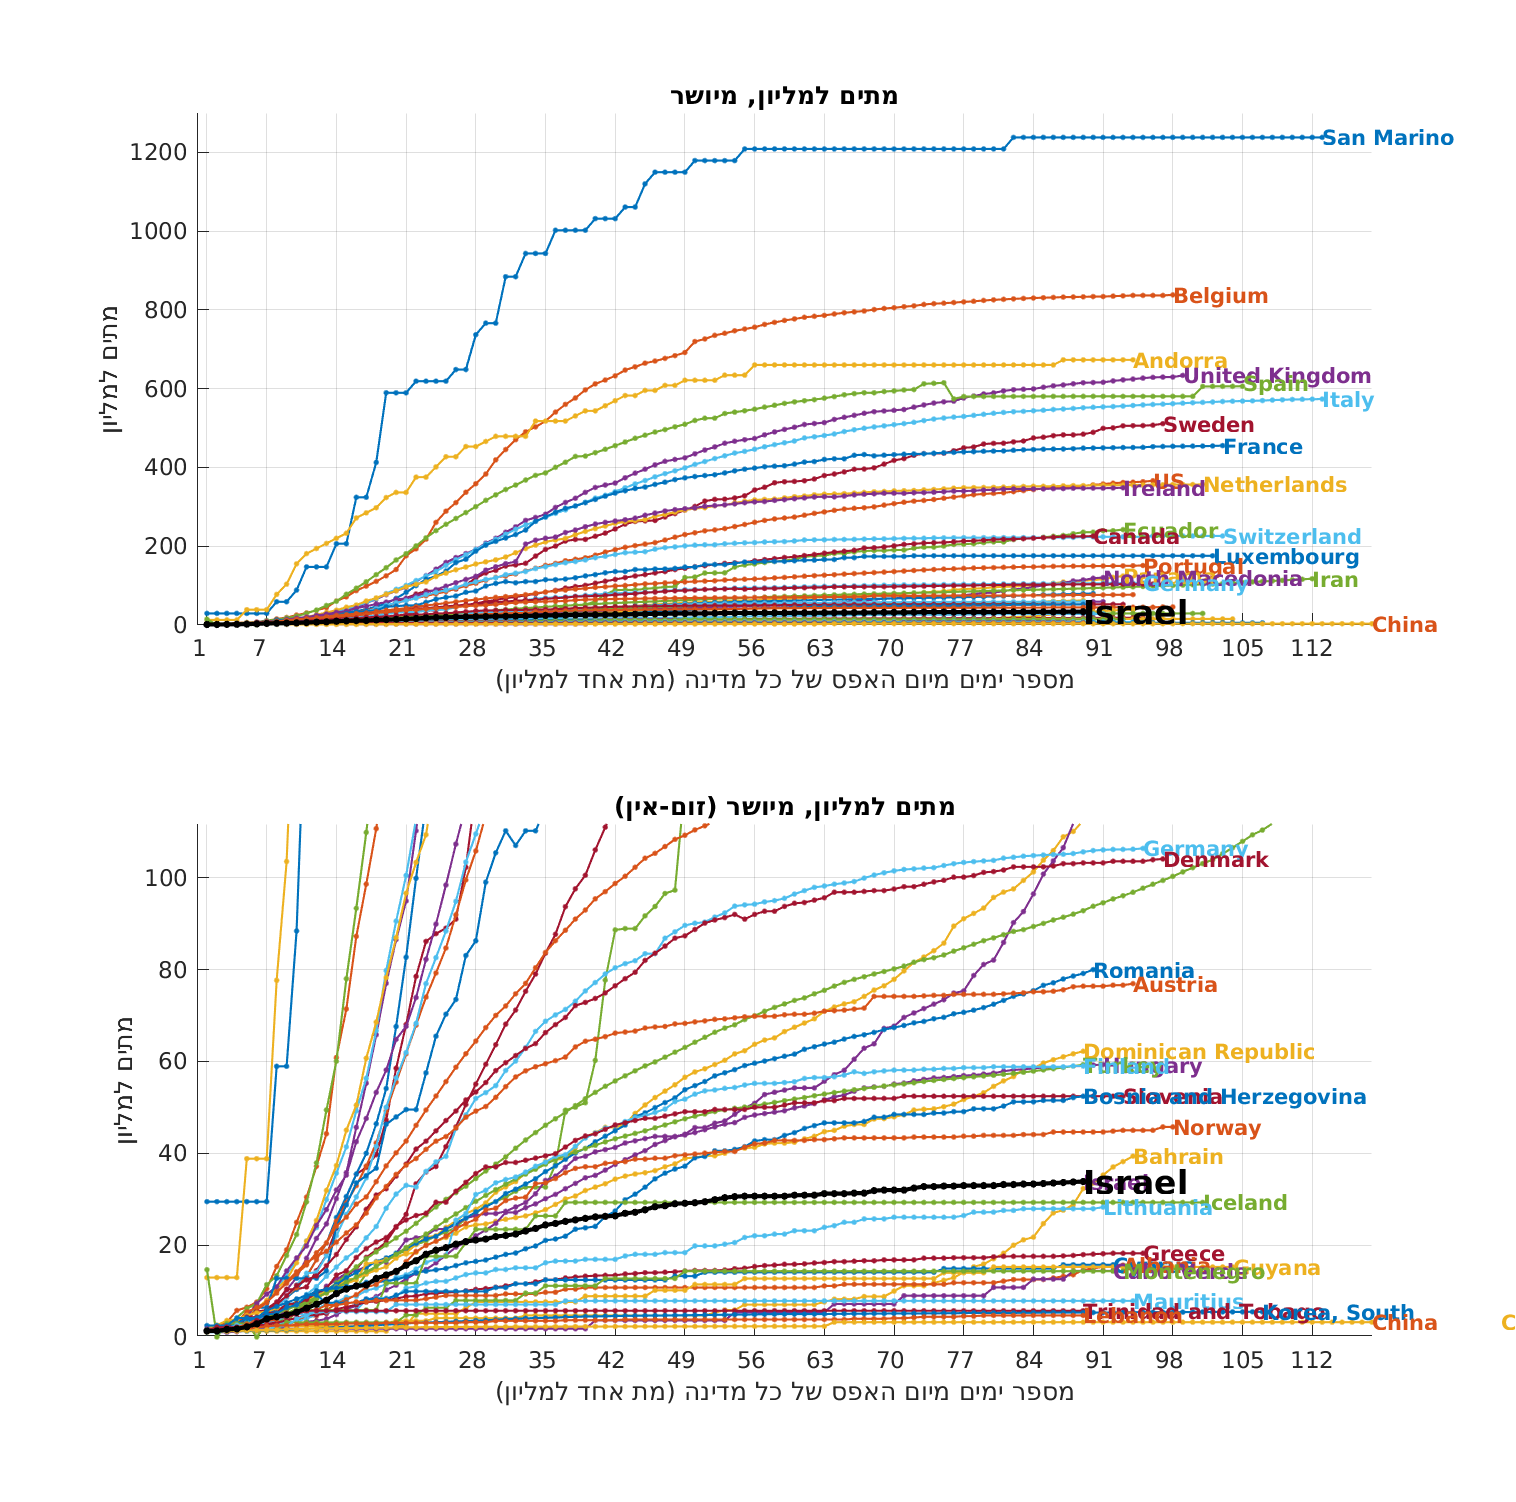 מתים למליון, מיושר
1200
1000
800
600
400
200
0
מתים למליון
San Marino
Belgium
Andorra
United Kingdom
Spain
Italy
Sweden
France
US
Netherlands
Ireland
Ecuador
Canada
Switzerland
Luxembourg
Portugal
North Macedonia
Iran
Germany
Israel
China
1 7 14 21 28 35 42 49 56 63 70 77 84 91 98 105 112
מספר ימים מיום האפס של כל מדינה (מת אחד למליון)
מתים למליון, מיושר (זום-אין)
100
80
60
40
20
0
מתים למליון
Germany
Denmark
Romania
Austria
Dominican Republic
Finland
Hungary
Slovenia
Bosnia and Herzegovina
Norway
Bahrain
Israel
Iceland
Lithuania
Greece
Guyana
Montenegro
Mauritius
Trinidad and Tobago
Korea, South
Lebanon
China
C
1 7 14 21 28 35 42 49 56 63 70 77 84 91 98 105 112
מספר ימים מיום האפס של כל מדינה (מת אחד למליון)